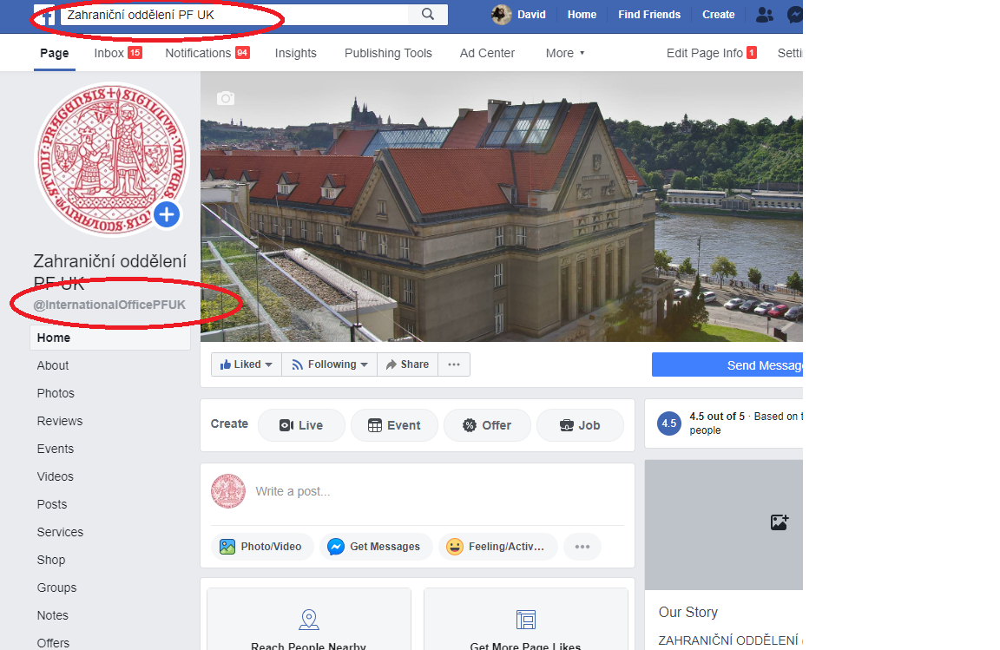 Zahraniční oddělení PF UK
David Home Find Friends Create
Page Inbox 15 Notifications 94 Insights Publishing Tools Ad Center More Edit Page Info 1
Zahraniční oddělení
PF UK
@InternationalOfficePFUK
Home
About
Photos
Reviews
Events
Videos
Posts
Services
Shop
Groups
Notes
Offers
Liked Following Share
Send Messag
Create Live Event Offer Job
4.5
4.5 out of 5 · Based on t
people
Write a post...
Photo/Video Get Messages Feeling/Activ...
Reach People Nearby
Get More Page Likes
Our Story
ZAHRANIČNÍ ODDĚLENÍ